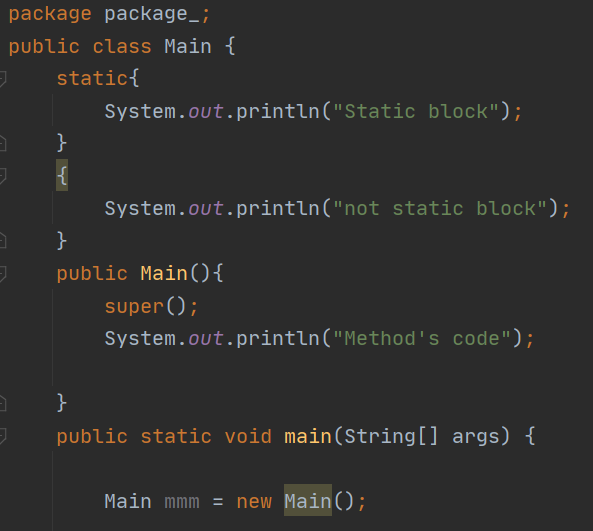 package package_;
public class Main {
static{
System.out.println("Static block");
}
{
System.out.println("not static block");
}
public Main(){
super();
System.out.println("Method's code");
}
public static void main(String[] args) {
Main mmm = new Main();